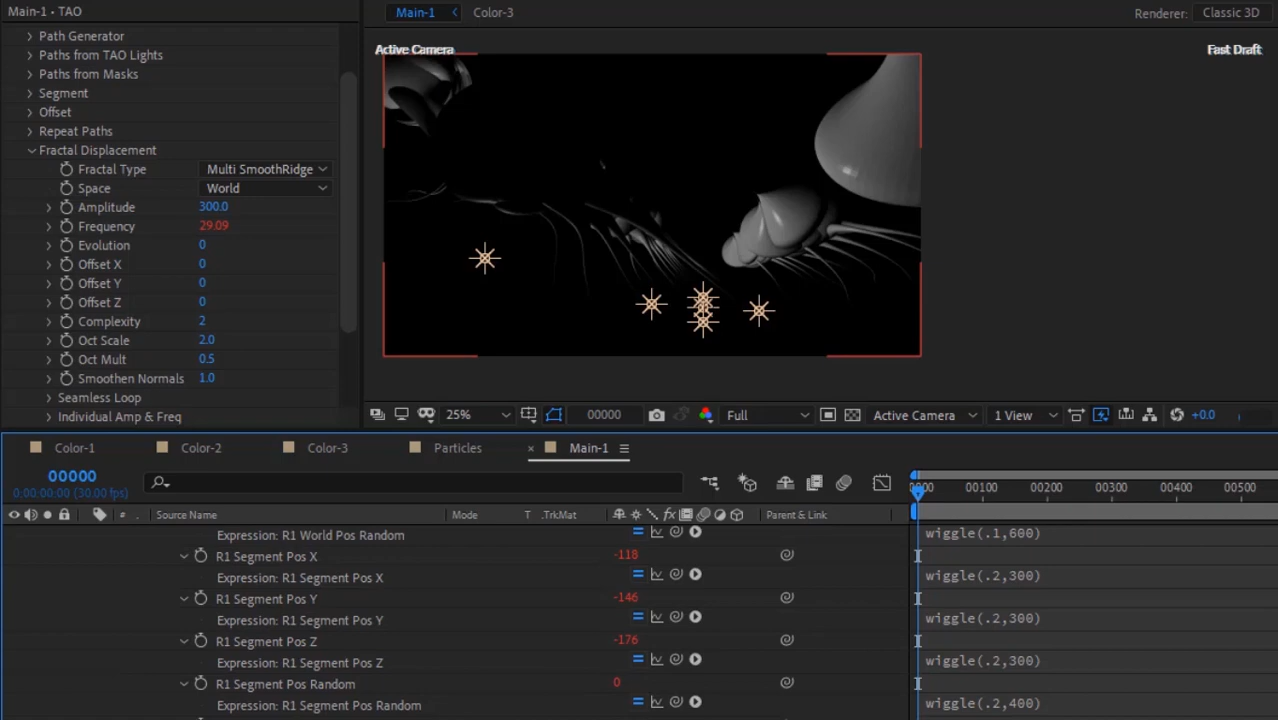 Main-1 • TAO
Path Generator
Paths from TAO Lights
Paths from Masks
Segment
Offset
Repeat Paths
Fractal Displacement
Fractal Type Multi SmoothRidge
Space World
Amplitude 300.0
Frequency 29.09
Evolution 0
Offset X 0
Offset Y 0
Offset Z 0
Complexity 2
Oct Scale 2.0
Oct Mult 0.5
Smoothen Normals 1.0
Seamless Loop
Individual Amp & Freq
Main-1 Color-3 Renderer: Classic 3D
Active Camera Fast Draft
25% 00000 Full Active Camera 1 View +0.0
Color-1 Color-2 Color-3 Particles × Main-1
00000
0;00;00;00 (30.00 fps)
0000 00100 00200 00300 00400 00500
# Source Name Mode T .TrkMat fx Parent & Link
Expression: R1 World Pos Random wiggle(.1,600)
R1 Segment Pos X -118
Expression: R1 Segment Pos X wiggle(.2,300)
R1 Segment Pos Y -146
Expression: R1 Segment Pos Y wiggle(.2,300)
R1 Segment Pos Z -176
Expression: R1 Segment Pos Z wiggle(.2,300)
R1 Segment Pos Random 0
Expression: R1 Segment Pos Random wiggle(.2,400)